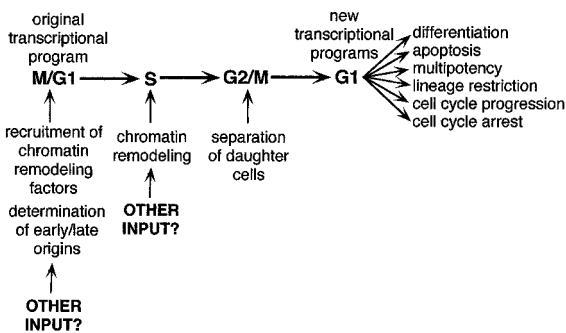 original
transcriptional
program
new
transcriptional
programs
M/G1
S
G2/M
G1
differentiation
apoptosis
multipotency
lineage restriction
cell cycle progression
cell cycle arrest
recruitment of
chromatin
remodeling
factors
determination
of early/late
origins
OTHER
INPUT?
chromatin
remodeling
OTHER
INPUT?
separation
of daughter
cells